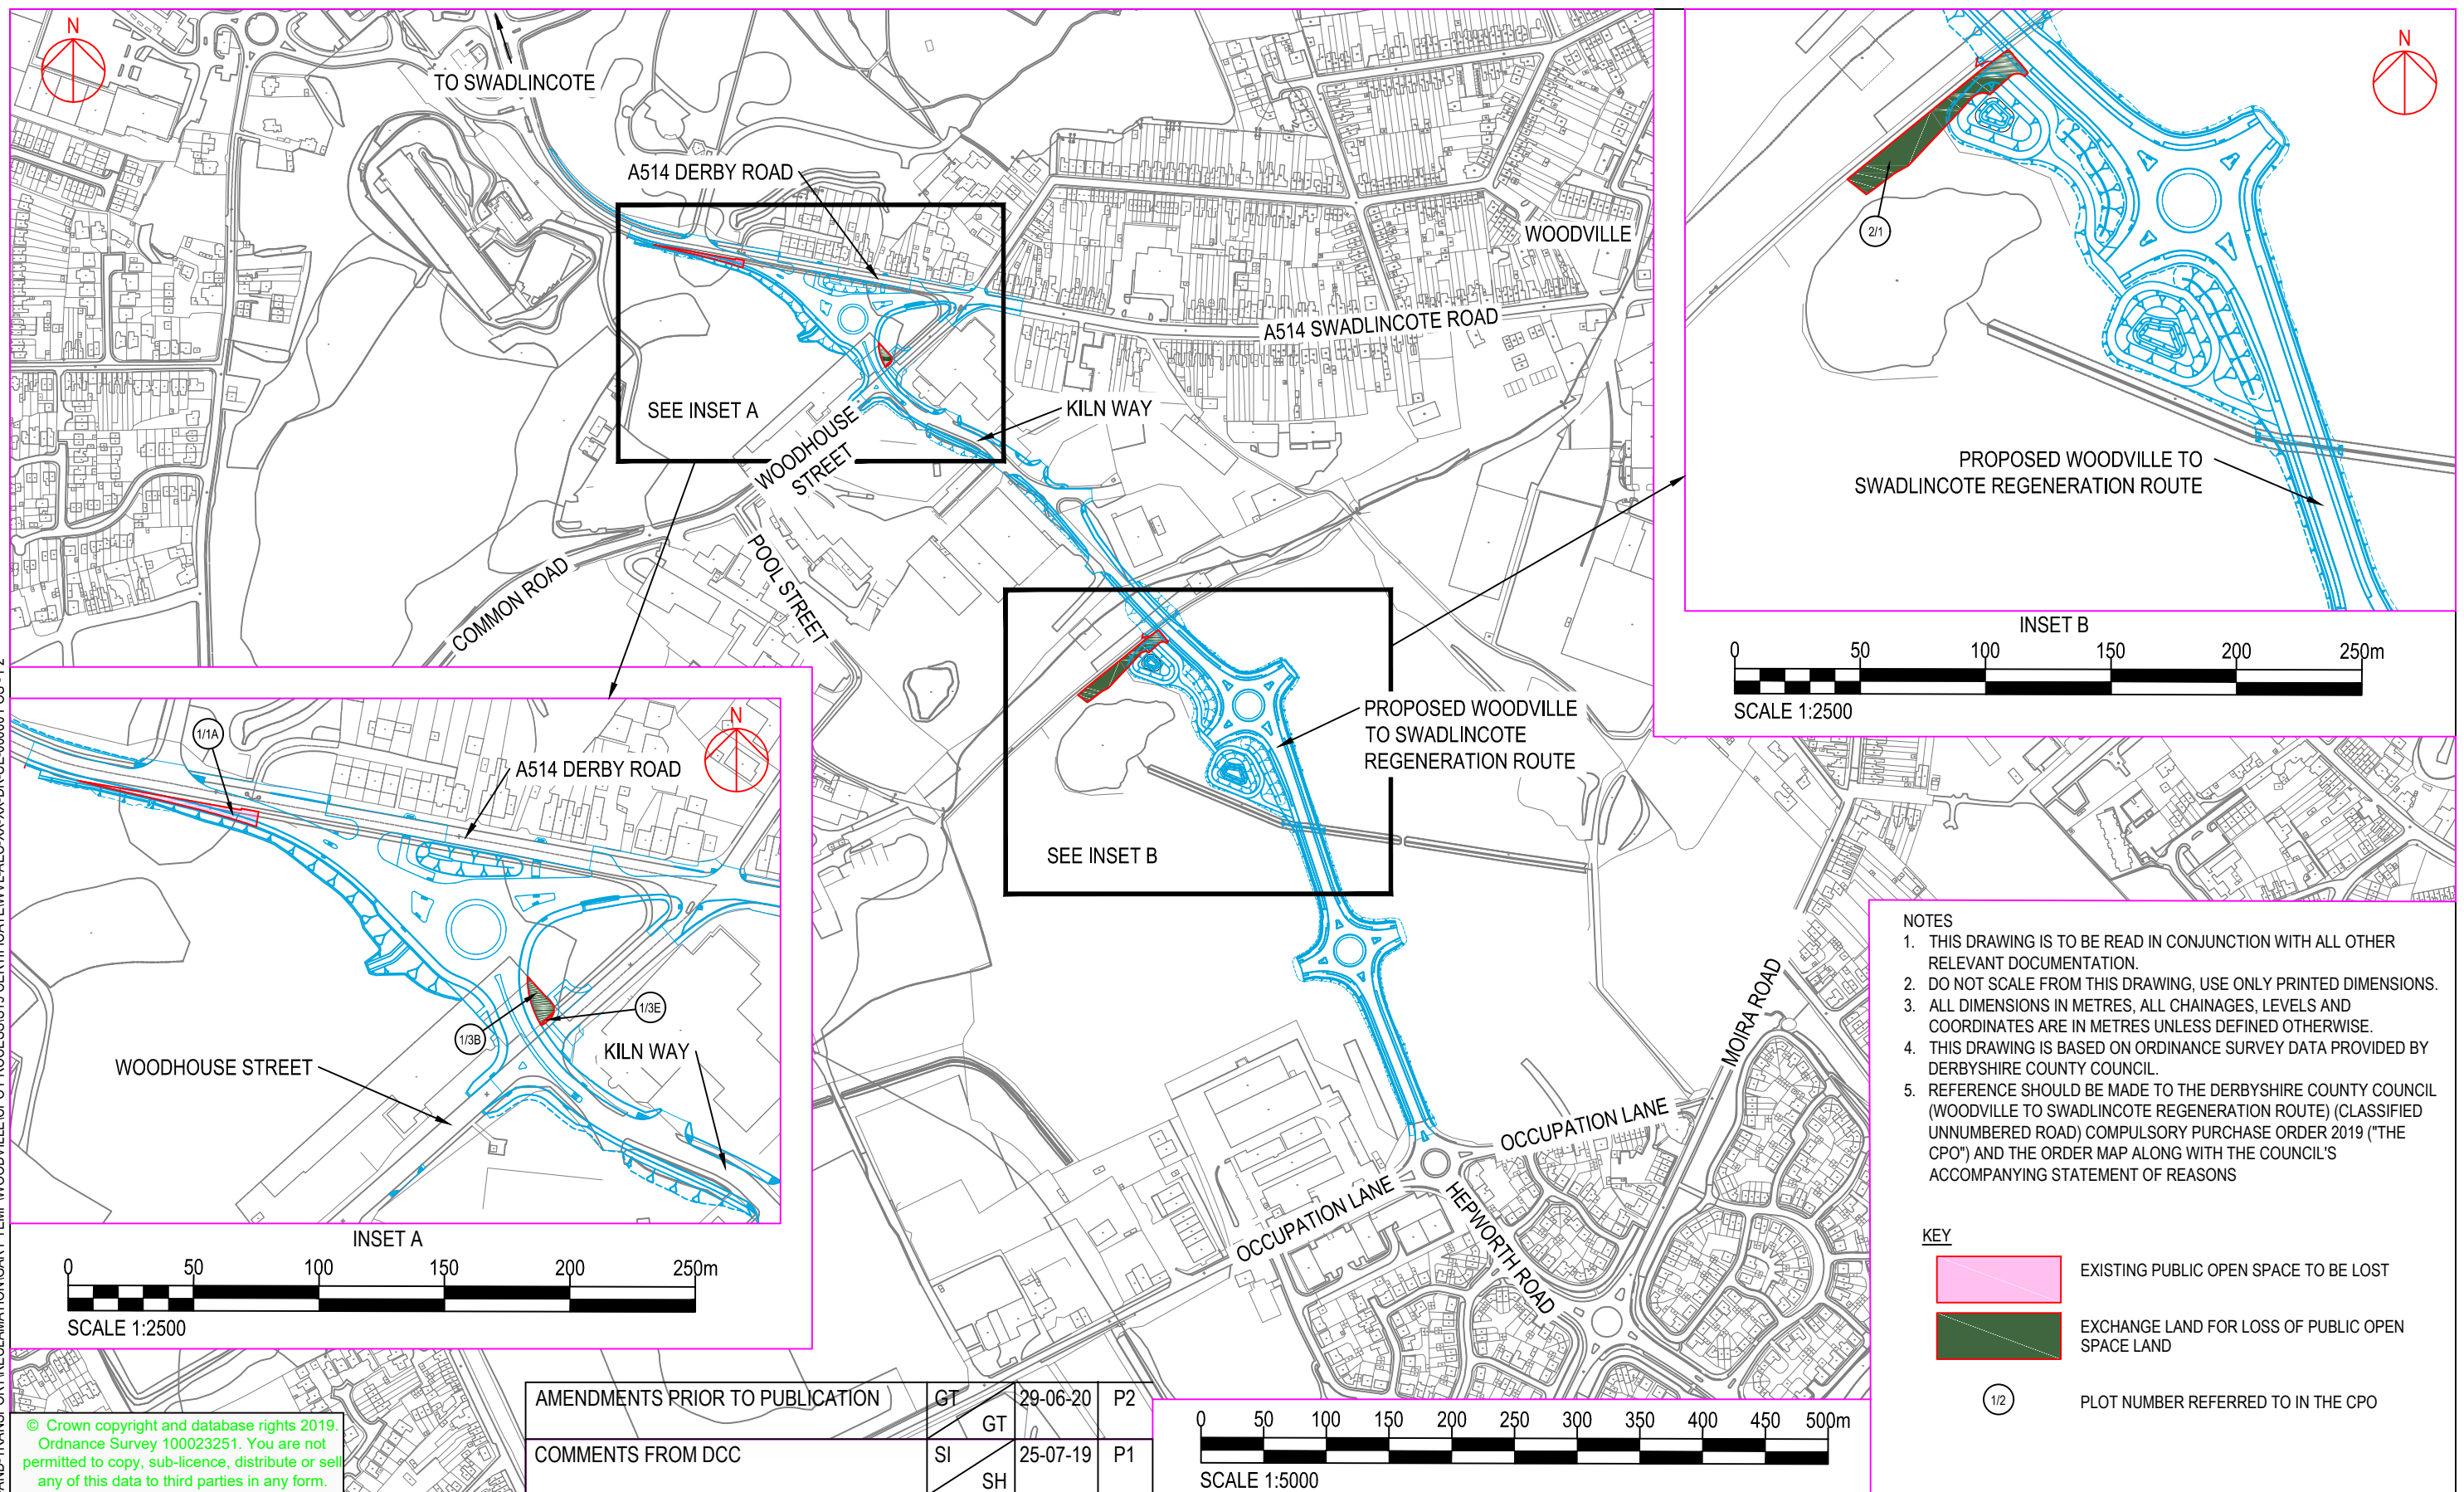 N
TO SWADLINCOTE
A514 DERBY ROAD
WOODVILLE
A514 SWADLINCOTE ROAD
SEE INSET A
KILN WAY
WOODHOUSE
STREET
POOL STREET
COMMON ROAD
PROPOSED WOODVILLE
TO SWADLINCOTE
REGENERATION ROUTE
SEE INSET B
MOIRA ROAD
OCCUPATION LANE
OCCUPATION LANE
HEPWORTH ROAD
N
2/1
PROPOSED WOODVILLE TO
SWADLINCOTE REGENERATION ROUTE
INSET B
0 50 100 150 200 250m
SCALE 1:2500
1/1A
N
A514 DERBY ROAD
1/3E
1/3B
KILN WAY
WOODHOUSE STREET
INSET A
0 50 100 150 200 250m
SCALE 1:2500
NOTES
1. THIS DRAWING IS TO BE READ IN CONJUNCTION WITH ALL OTHER
RELEVANT DOCUMENTATION.
2. DO NOT SCALE FROM THIS DRAWING, USE ONLY PRINTED DIMENSIONS.
3. ALL DIMENSIONS IN METRES, ALL CHAINAGES, LEVELS AND
COORDINATES ARE IN METRES UNLESS DEFINED OTHERWISE.
4. THIS DRAWING IS BASED ON ORDINANCE SURVEY DATA PROVIDED BY
DERBYSHIRE COUNTY COUNCIL.
5. REFERENCE SHOULD BE MADE TO THE DERBYSHIRE COUNTY COUNCIL
(WOODVILLE TO SWADLINCOTE REGENERATION ROUTE) (CLASSIFIED
UNNUMBERED ROAD) COMPULSORY PURCHASE ORDER 2019 ("THE
CPO") AND THE ORDER MAP ALONG WITH THE COUNCIL'S
ACCOMPANYING STATEMENT OF REASONS
KEY
EXISTING PUBLIC OPEN SPACE TO BE LOST
EXCHANGE LAND FOR LOSS OF PUBLIC OPEN
SPACE LAND
1/2 PLOT NUMBER REFERRED TO IN THE CPO
AMENDMENTS PRIOR TO PUBLICATION GT GT 29-06-20 P2
COMMENTS FROM DCC SI SH 25-07-19 P1
0 50 100 150 200 250 300 350 400 450 500m
SCALE 1:5000
© Crown copyright and database rights 2019.
Ordnance Survey 100023251. You are not
permitted to copy, sub-licence, distribute or sell
any of this data to third parties in any form.